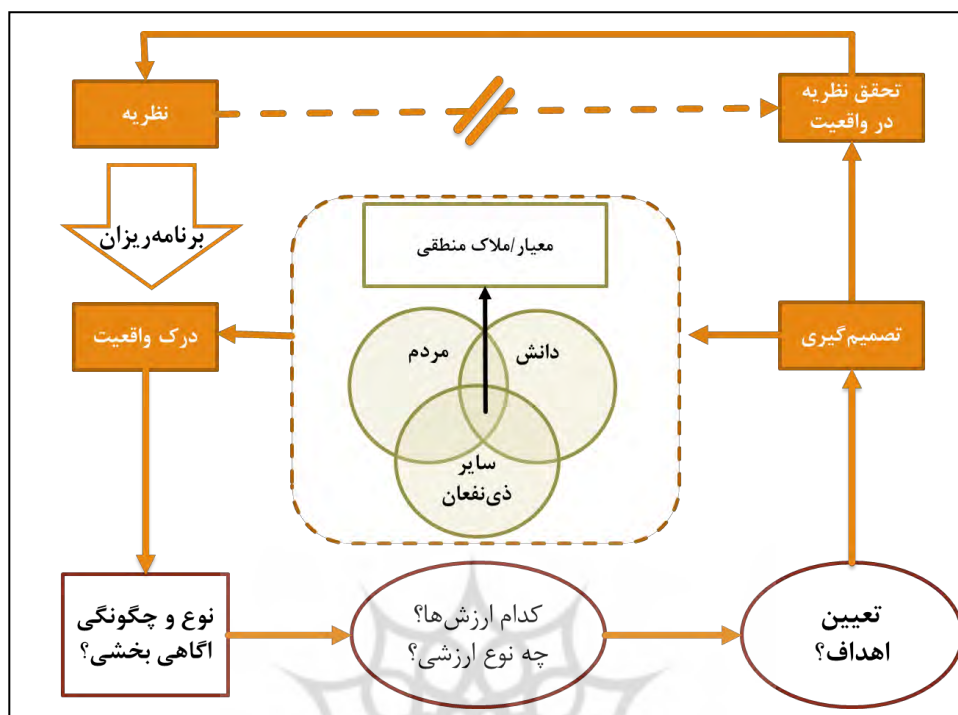 نظریه
تحقق نظریه
در واقعیت
برنامه‌ریزان
معیار/ملاک منطقی
درک واقعیت
تصمیم‌گیری
مردم
دانش
سایر
ذی‌نفعان
نوع و چگونگی
اگاهی بخشی؟
کدام ارزش‌ها؟
چه نوع ارزشی؟
تعیین
اهداف؟